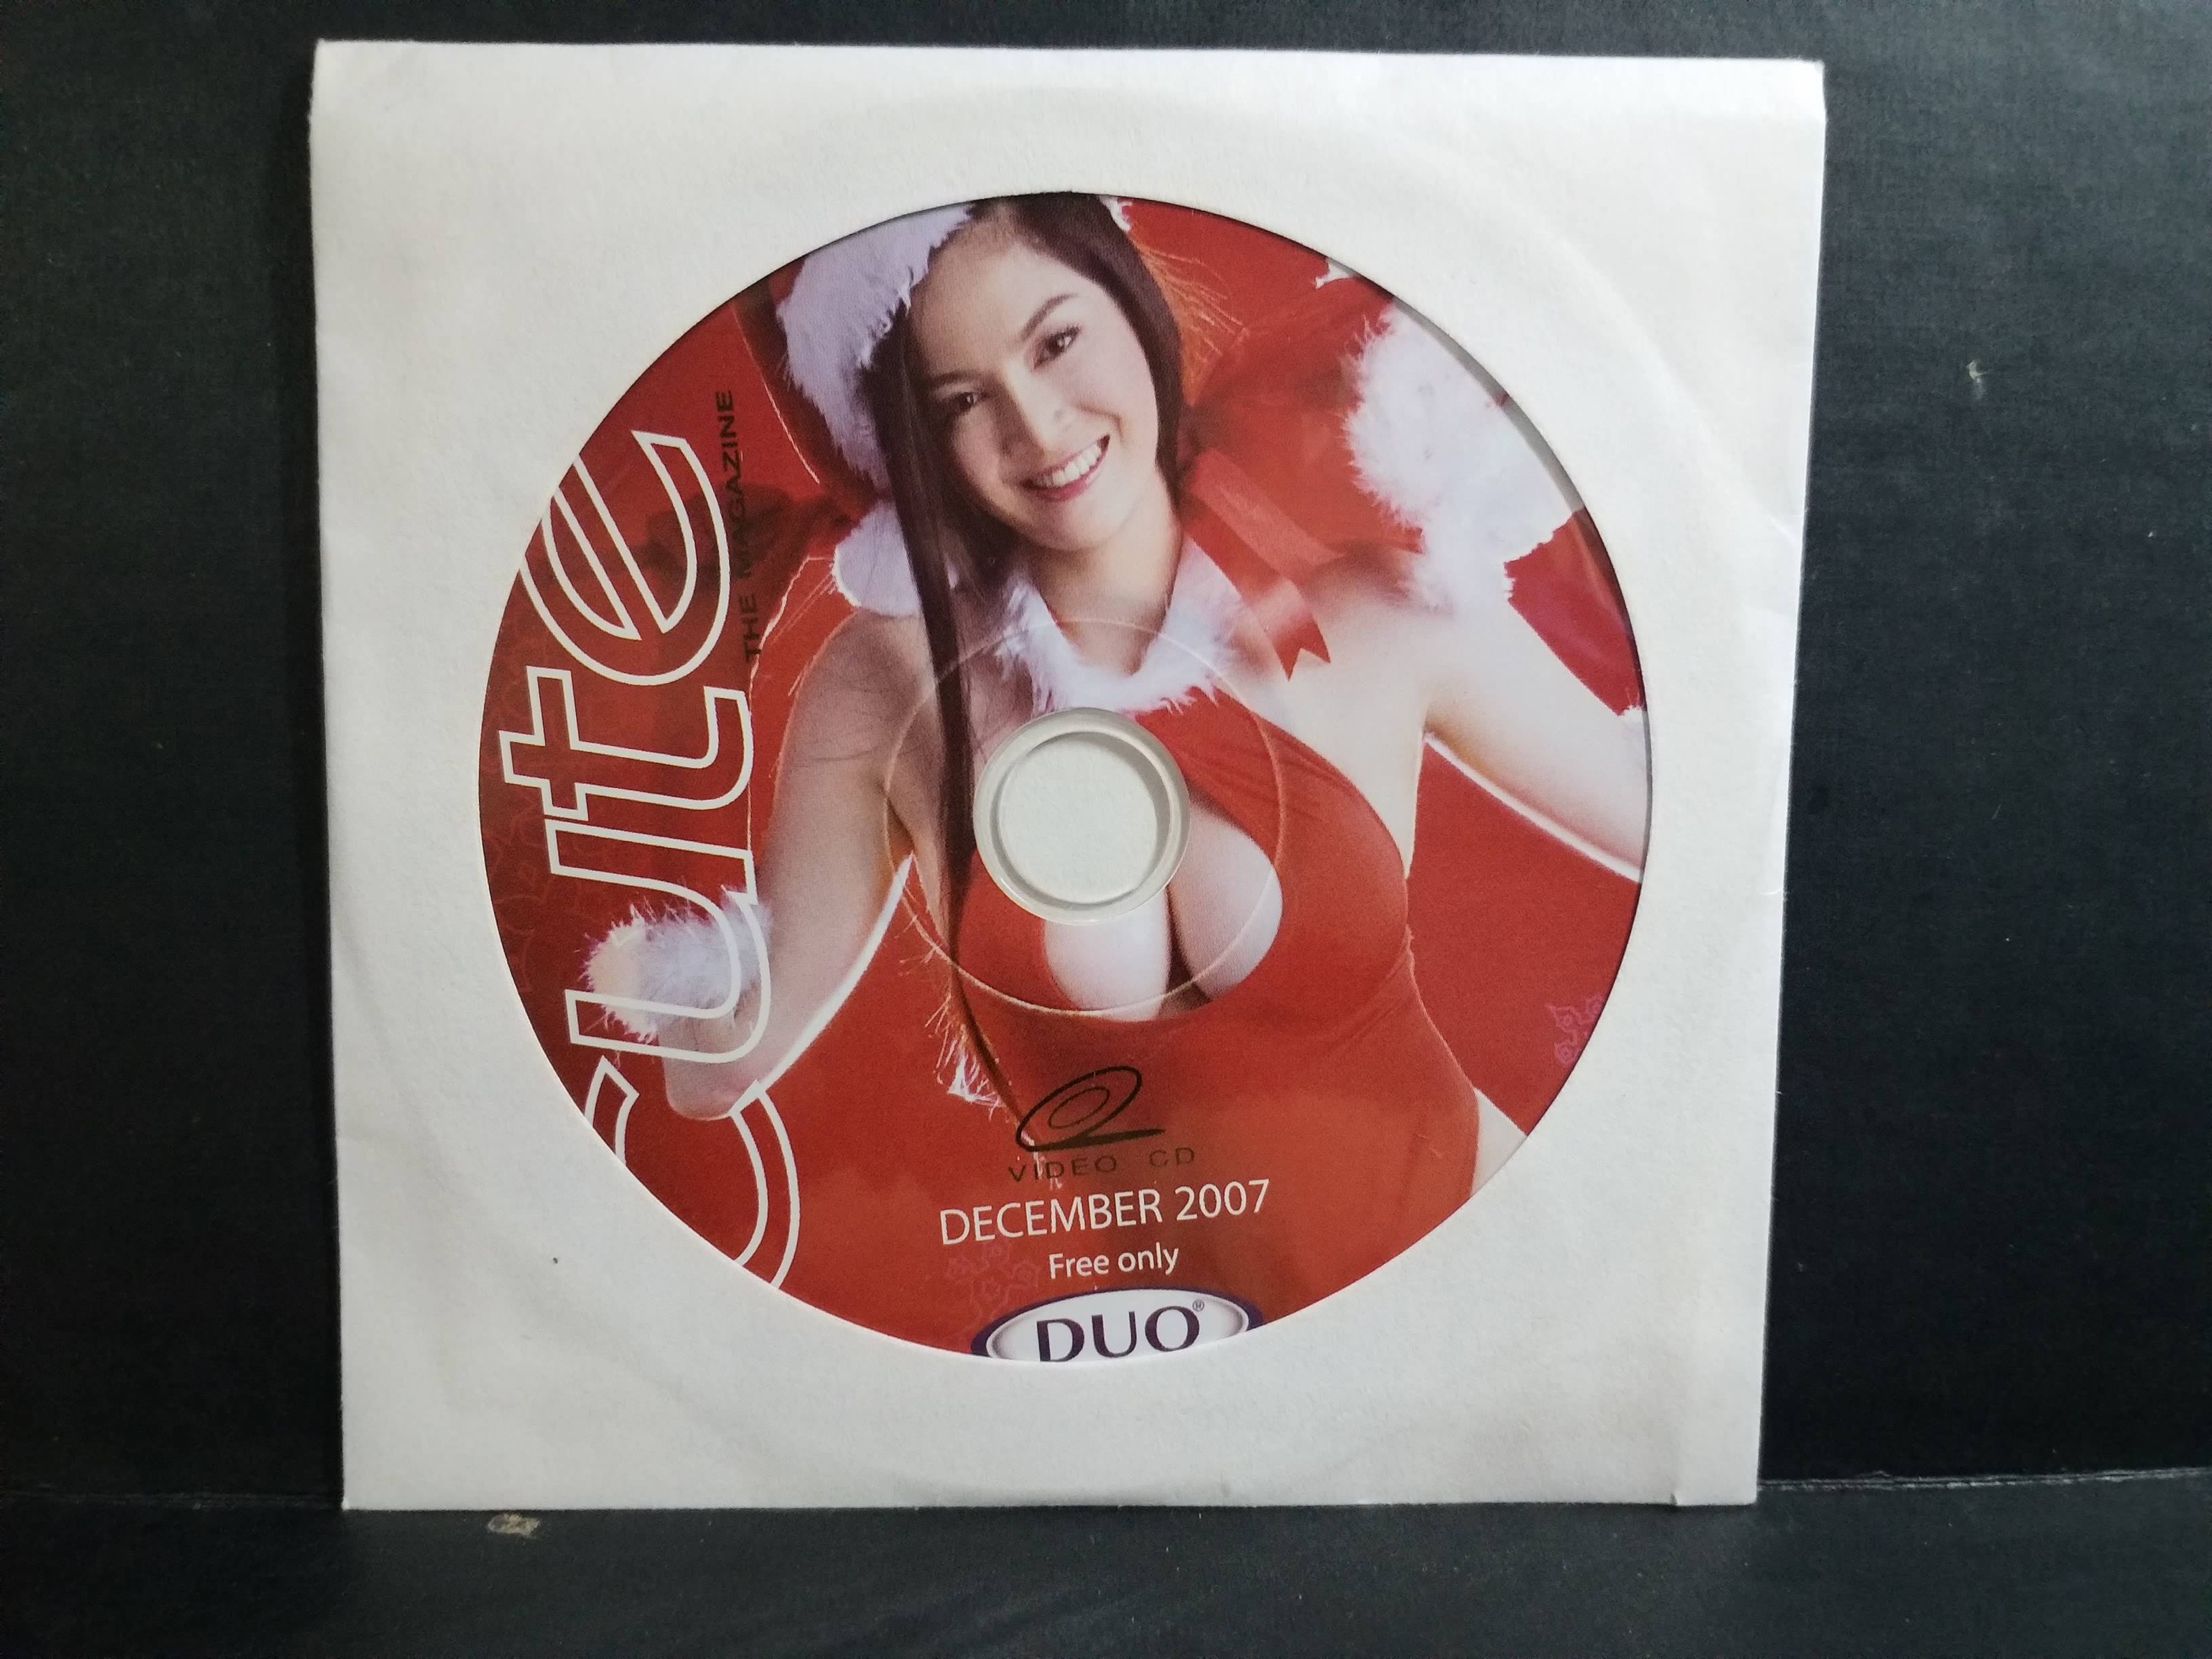 cute
THE MAGAZINE
VIDEO CD
DECEMBER 2007
Free only
DUO®